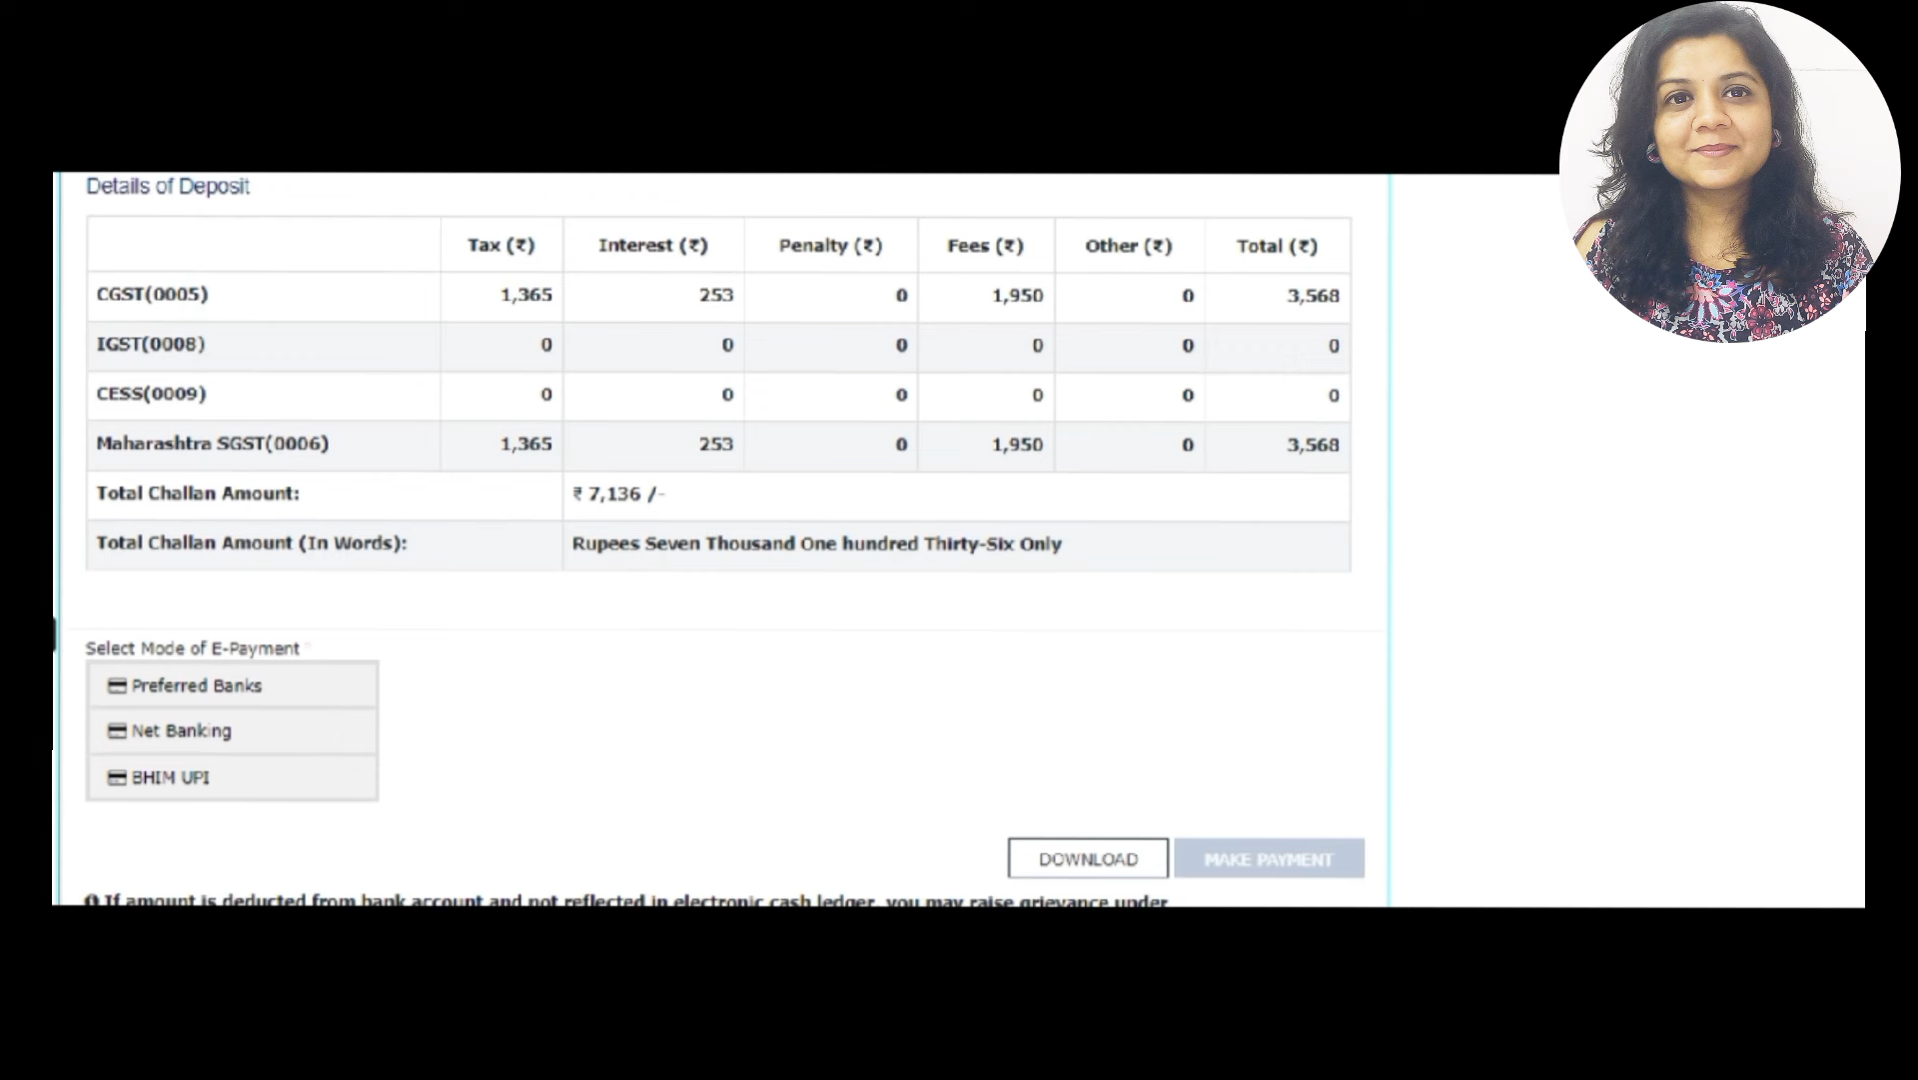 Details of Deposit
Tax (₹) Interest (₹) Penalty (₹) Fees (₹) Other (₹) Total (₹)
CGST(0005) 1,365 253 0 1,950 0 3,568
IGST(0008) 0 0 0 0 0 0
CESS(0009) 0 0 0 0 0 0
Maharashtra SGST(0006) 1,365 253 0 1,950 0 3,568
Total Challan Amount: ₹ 7,136 /-
Total Challan Amount (In Words): Rupees Seven Thousand One hundred Thirty-Six Only
Select Mode of E-Payment
Preferred Banks
Net Banking
BHIM UPI
DOWNLOAD MAKE PAYMENT
If amount is deducted from bank account and not reflected in electronic cash ledger, you may raise grievance under